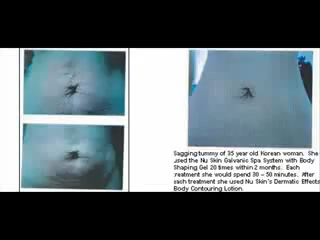 Sagging tummy of 35 year old Korean woman. She
used the Nu Skin Galvanic Spa System with Body
Shaping Gel 20 times within 2 months. Each
treatment she would spend 30 – 50 minutes. After
each treatment she used Nu Skin's Dermatic Effects
Body Contouring Lotion.